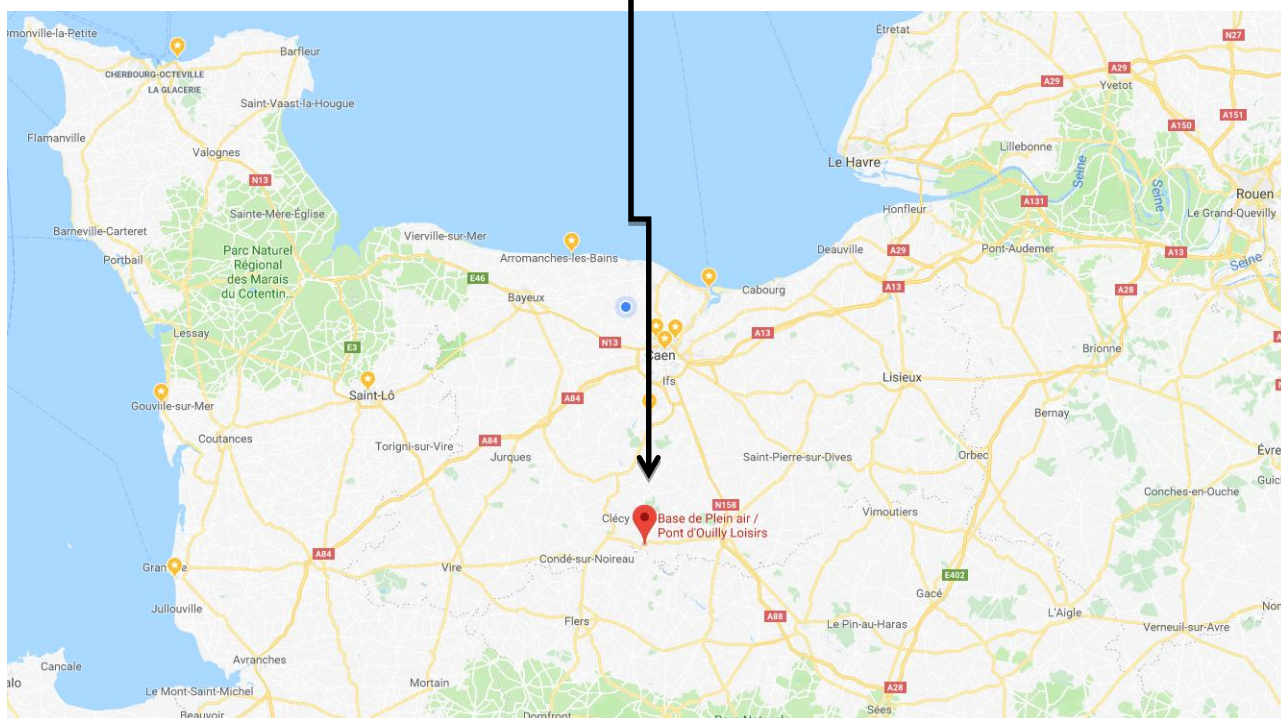 Omonville-la-Petite
Étretat
N27
Barfleur
CHERBOURG-OCTEVILLE
LA GLACERIE
A29
A29
Yvetot
Saint-Vaast-la-Hougue
A151
A150
Flamanville
Lillebonne
Valognes
Le Havre
Seine
Seine
N13
Rouen
A131
Sainte-Mère-Église
Honfleur
Le Grand-Quevilly
Barneville-Carteret
Vierville-sur-Mer
Parc Naturel
Régional
des Marais
du Cotentin...
Deauville
A29
Pont-Audemer
A13
Portbail
Arromanches-les-Bains
Seine
E46
A13
Cabourg
A28
Bayeux
Lessay
A13
N13
E3
Caen
Brionne
Ifs
Lisieux
Saint-Lô
A84
Gouville-sur-Mer
Bernay
Coutances
A84
Torigni-sur-Vire
Jurques
Saint-Pierre-sur-Dives
Orbec
Évre
Conches-en-Ouche
N158
Vimoutiers
Clécy
Base de Plein air /
Pont d'Ouilly Loisirs
A84
Condé-sur-Noireau
Vire
Granville
E402
Gacé
Jullouville
L'Aigle
A88
Flers
Le Pin-au-Haras
Verneuil-sur-Avre
Avranches
Cancale
Mortain
A28
Le Mont-Saint-Michel
Sées
Beauvoir
Domfront